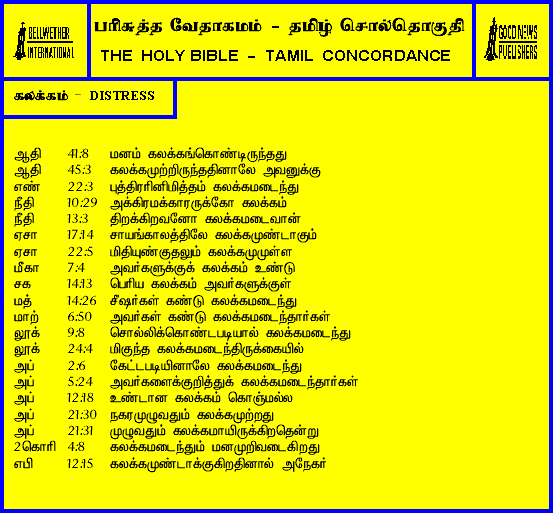 BELLWETHER
INTERNATIONAL
பரிசுத்த வேதாகமம் - தமிழ் சொல்தொகுதி
THE HOLY BIBLE - TAMIL CONCORDANCE
GOOD NEWS
PUBLISHERS
கலக்கம் - DISTRESS
ஆதி 41:8 மனம் கலக்கங்கொண்டிருந்தது
ஆதி 45:3 கலக்கமுற்றிருந்ததினாலே அவனுக்கு
எண் 22:3 புத்திரரினிமித்தம் கலக்கமடைந்து
நீதி 10:29 அக்கிரமக்காரருக்கோ கலக்கம்
நீதி 13:3 திறக்கிறவனோ கலக்கமடைவான்
ஏசா 17:14 சாயங்காலத்திலே கலக்கமுண்டாகும்
ஏசா 22:5 மிதியுண்குதலும் கலக்கமுமுள்ள
மீகா 7:4 அவர்களுக்குக் கலக்கம் உண்டு
சக 14:13 பெரிய கலக்கம் அவர்களுக்குள்
மத் 14:26 சீஷர்கள் கண்டு கலக்கமடைந்து
மாற் 6:50 அவர்கள் கண்டு கலக்கமடைந்தார்கள்
லூக் 9:8 சொல்லிக்கொண்டபடியால் கலக்கமடைந்து
லூக் 24:4 மிகுந்த கலக்கமடைந்திருக்கையில்
அப் 2:6 கேட்டபடியினாலே கலக்கமடைந்து
அப் 5:24 அவர்களைக்குறித்துக் கலக்கமடைந்தார்கள்
அப் 12:18 உண்டான கலக்கம் கொஞ்மல்ல
அப் 21:30 நகரமுழுவதும் கலக்கமுற்றது
அப் 21:31 முழுவதும் கலக்கமாயிருக்கிறதென்று
2கொரி 4:8 கலக்கமடைந்தும் மனமுறிவடைகிறது
எபி 12:15 கலக்கமுண்டாக்குகிறதினால் அநேகர்